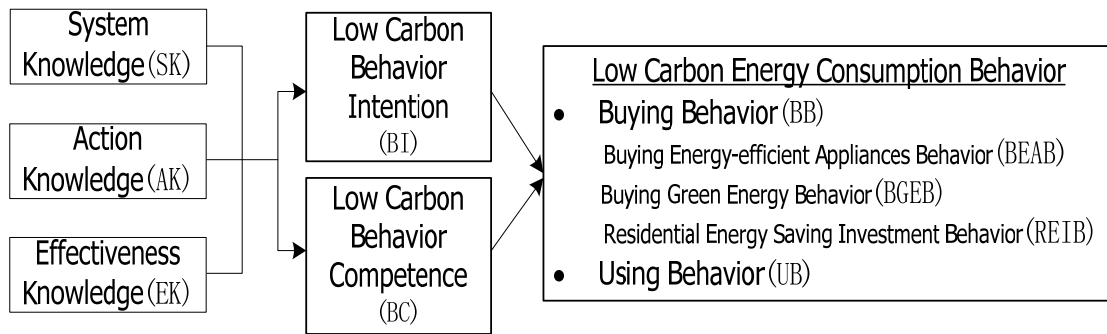 System
Knowledge(SK)
Action
Knowledge(AK)
Effectiveness
Knowledge(EK)
Low Carbon
Behavior
Intention
(BI)
Low Carbon
Behavior
Competence
(BC)
Low Carbon Energy Consumption Behavior
• Buying Behavior(BB)
Buying Energy-efficient Appliances Behavior(BEAB)
Buying Green Energy Behavior(BGEB)
Residential Energy Saving Investment Behavior(REIB)
• Using Behavior(UB)